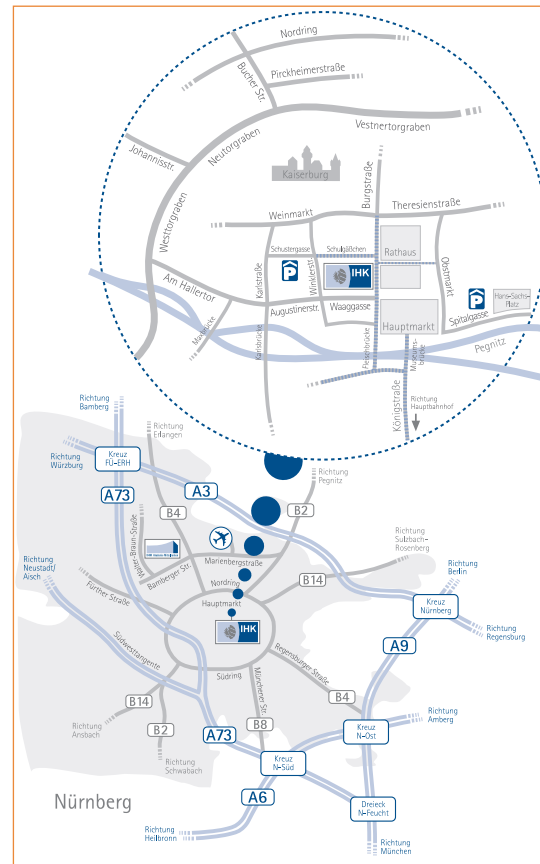 Nordring
Pirckheimerstraße
Bucher Str.
Vestnertorgraben
Neutorgraben
Johannisstr.
Kaiserburg
Burgstraße
Westtorgraben
Weinmarkt
Theresienstraße
Schustergasse
Schulgäßchen
Rathaus
Obstmarkt
Karlstraße
P
Winklerstr.
IHK
Am Hallertor
P
Hans-Sachs-
Platz
Augustinerstr.
Waaggasse
Hauptmarkt
Spitalgasse
Maxbrücke
Karlsbrücke
Fleischbrücke
Museums-
brücke
Pegnitz
Königstraße
Richtung
Hauptbahnhof
Richtung
Bamberg
Richtung
Erlangen
Richtung
Würzburg
Kreuz
FÜ-ERH
Richtung
Pegnitz
A73
A3
B4
B2
Richtung
Sulzbach-
Rosenberg
Marienbergstraße
Bamberger Str.
Richtung
Neustadt/
Aisch
Richtung
Berlin
B14
Nordring
Further Straße
Hauptmarkt
IHK
Kreuz
Nürnberg
Richtung
Regensburg
A9
Südwesttangente
Regensburger Straße
Südring
Münchener Str.
B14
B4
Richtung
Amberg
Richtung
Ansbach
B2
A73
B8
Kreuz
N-Ost
Richtung
Schwabach
Kreuz
N-Süd
Nürnberg
A6
Dreieck
N-Feucht
Richtung
Heilbronn
Richtung
München